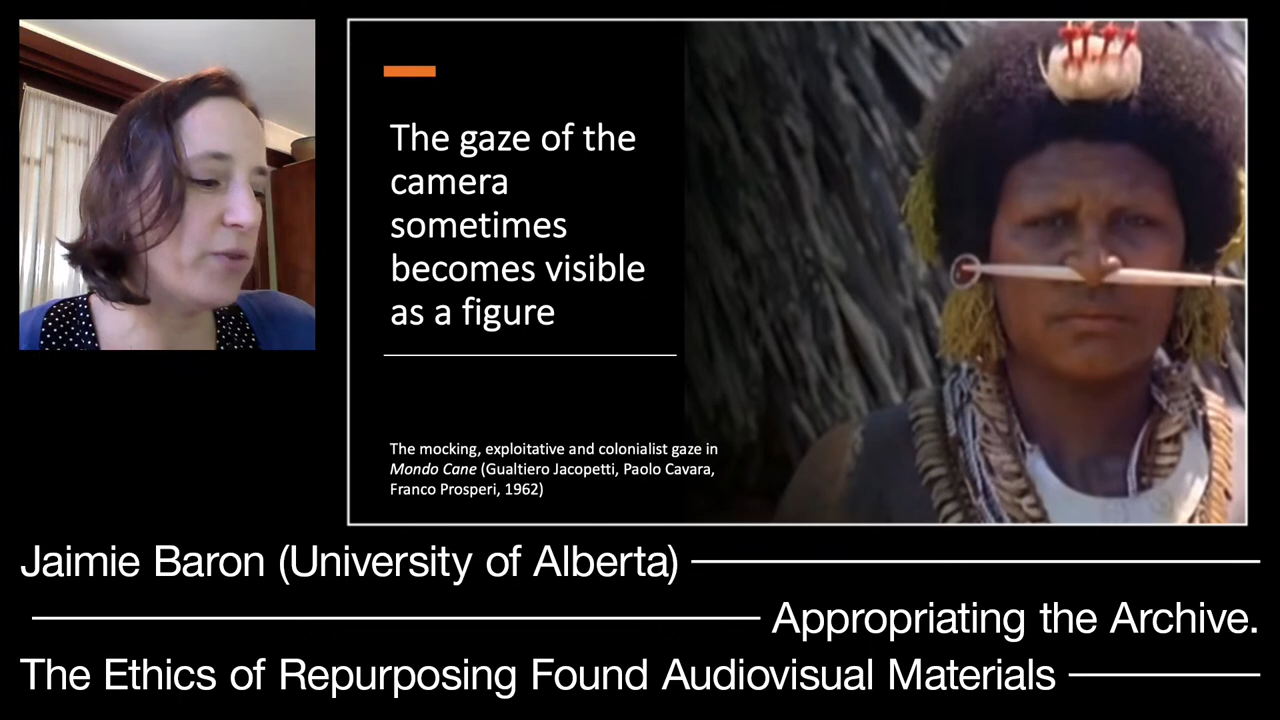 The gaze of the
camera
sometimes
becomes visible
as a figure
The mocking, exploitative and colonialist gaze in
Mondo Cane (Gualtiero Jacopetti, Paolo Cavara,
Franco Prosperi, 1962)
Jaimie Baron (University of Alberta)
Appropriating the Archive.
The Ethics of Repurposing Found Audiovisual Materials